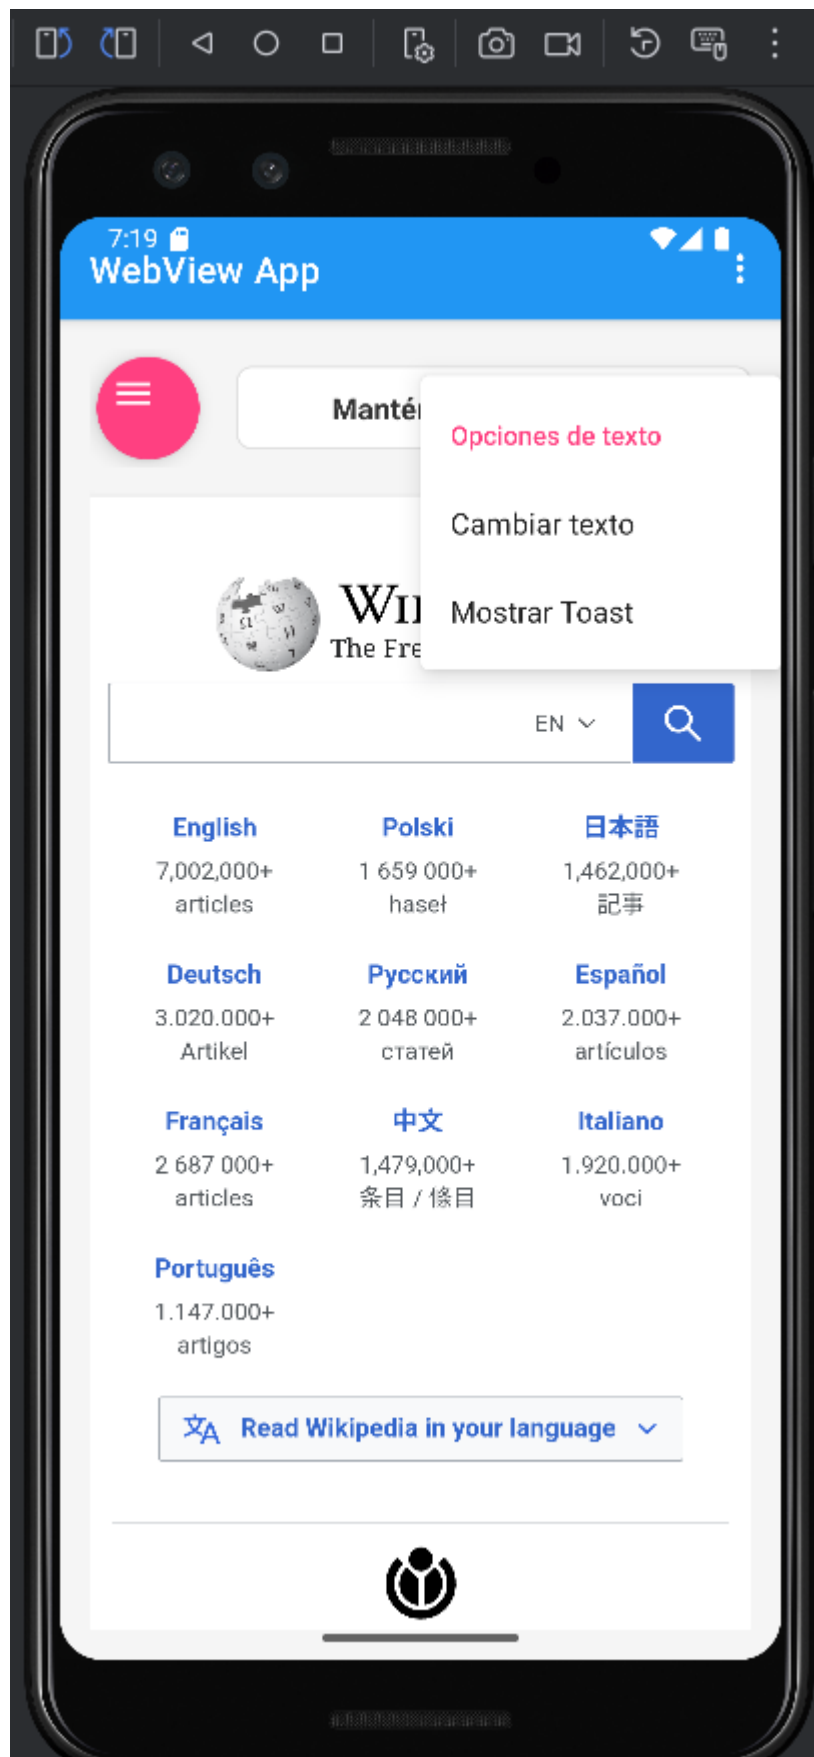 7:19
WebView App
Manté
Opciones de texto
Cambiar texto
Mostrar Toast
The Fre
EN
English
Polski
日本語
7,002,000+
1 659 000+
1,462,000+
articles
haseł
記事
Deutsch
Русский
Español
3.020.000+
2 048 000+
2.037.000+
Artikel
статей
artículos
Français
中文
Italiano
2 687 000+
1,479,000+
1.920.000+
articles
条目 / 條目
voci
Português
1.147.000+
artigos
Read Wikipedia in your language